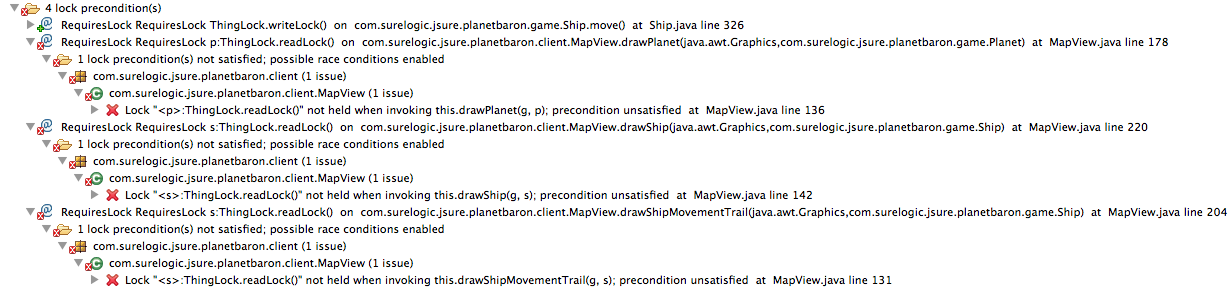 4 lock precondition(s)
RequiresLock RequiresLock ThingLock.writeLock() on com.surelogic.jsure.planetbaron.game.Ship.move() at Ship.java line 326
RequiresLock RequiresLock p:ThingLock.readLock() on com.surelogic.jsure.planetbaron.client.MapView.drawPlanet(java.awt.Graphics,com.surelogic.jsure.planetbaron.game.Planet) at MapView.java line 178
1 lock precondition(s) not satisfied; possible race conditions enabled
com.surelogic.jsure.planetbaron.client (1 issue)
com.surelogic.jsure.planetbaron.client.MapView (1 issue)
Lock "<p>:ThingLock.readLock()" not held when invoking this.drawPlanet(g, p); precondition unsatisfied at MapView.java line 136
RequiresLock RequiresLock s:ThingLock.readLock() on com.surelogic.jsure.planetbaron.client.MapView.drawShip(java.awt.Graphics,com.surelogic.jsure.planetbaron.game.Ship) at MapView.java line 220
1 lock precondition(s) not satisfied; possible race conditions enabled
com.surelogic.jsure.planetbaron.client (1 issue)
com.surelogic.jsure.planetbaron.client.MapView (1 issue)
Lock "<s>:ThingLock.readLock()" not held when invoking this.drawShip(g, s); precondition unsatisfied at MapView.java line 142
RequiresLock RequiresLock s:ThingLock.readLock() on com.surelogic.jsure.planetbaron.client.MapView.drawShipMovementTrail(java.awt.Graphics,com.surelogic.jsure.planetbaron.game.Ship) at MapView.java line 204
1 lock precondition(s) not satisfied; possible race conditions enabled
com.surelogic.jsure.planetbaron.client (1 issue)
com.surelogic.jsure.planetbaron.client.MapView (1 issue)
Lock "<s>:ThingLock.readLock()" not held when invoking this.drawShipMovementTrail(g, s); precondition unsatisfied at MapView.java line 131